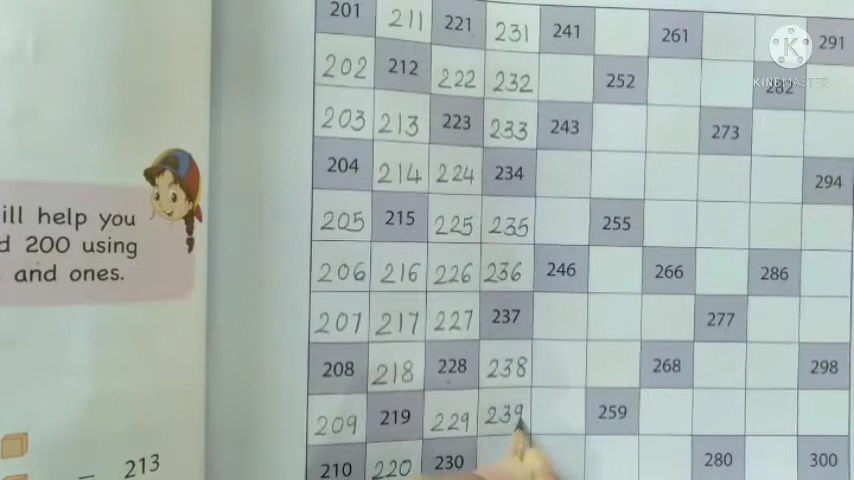 201 211 221 231 241 261 291
202 212 222 232 252 282
203 213 223 233 243 273
204 214 224 234 294
205 215 225 235 255
206 216 226 236 246 266 286
207 217 227 237 277
208 218 228 238 268 298
209 219 229 239 259
210 220 230 280 300
ill help you
d 200 using
and ones.
213
KINEMASTER